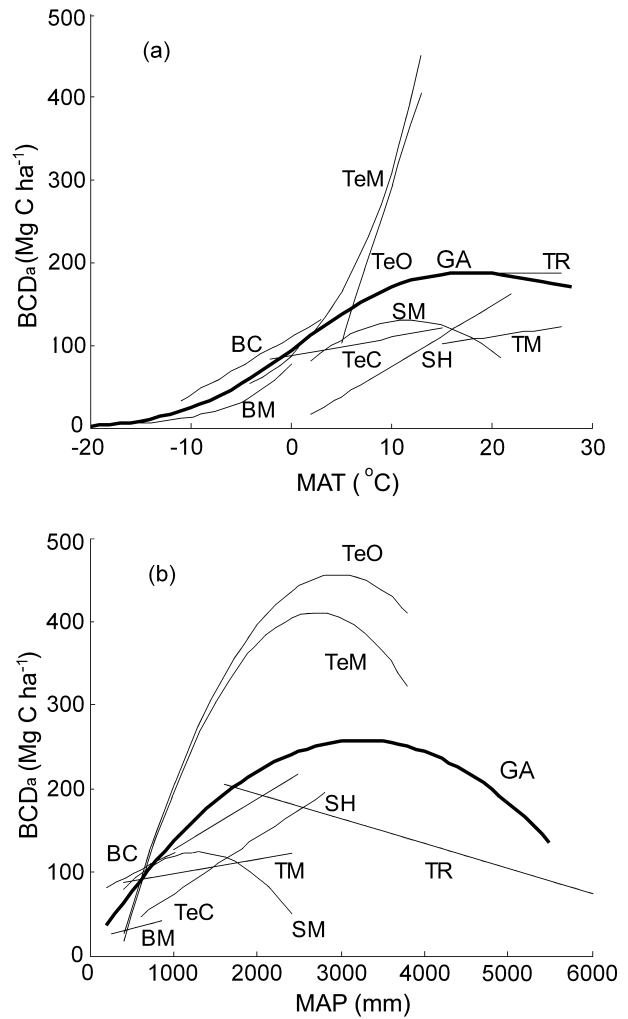 500
(a)
400
TeM
300
BCDa (Mg C ha-1)
200
TeO
GA
TR
SM
BC
100
TeC
SH
TM
BM
0
-20
-10
0
10
20
30
MAT ( oC)
500
TeO
(b)
400
TeM
300
BCDa (Mg C ha-1)
GA
200
SH
BC
100
TM
TR
TeC
BM
SM
0
0
1000
2000
3000
4000
5000
6000
MAP (mm)